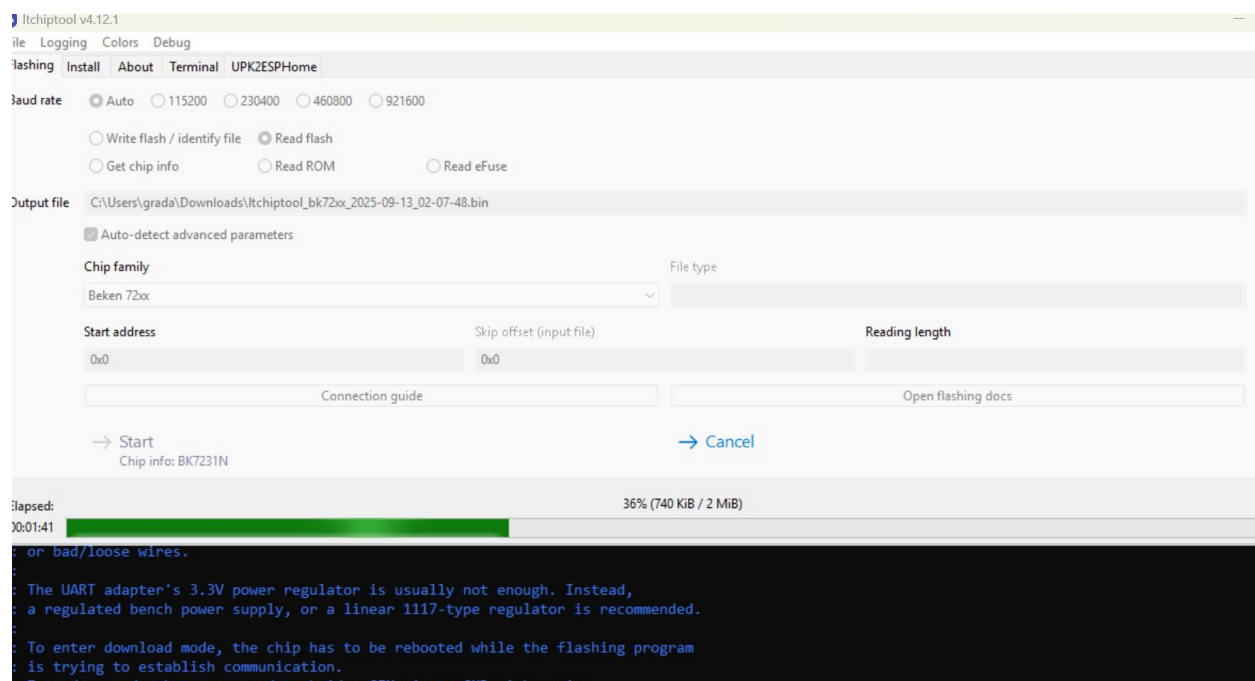 ltchiptool v4.12.1
ile Logging Colors Debug
lashing Install About Terminal UPK2ESPHome
Baud rate Auto 115200 230400 460800 921600
Write flash / identify file Read flash
Get chip info Read ROM Read eFuse
Output file C:\Users\grada\Downloads\ltchiptool_bk72xx_2025-09-13_02-07-48.bin
Auto-detect advanced parameters
Chip family File type
Beken 72xx
Start address Skip offset (input file) Reading length
0x0 0x0
Connection guide Open flashing docs
Start Cancel
Chip info: BK7231N
Elapsed: 36% (740 KiB / 2 MiB)
00:01:41
: or bad/loose wires.
:
: The UART adapter's 3.3V power regulator is usually not enough. Instead,
: a regulated bench power supply, or a linear 1117-type regulator is recommended.
:
: To enter download mode, the chip has to be rebooted while the flashing program
: is trying to establish communication.